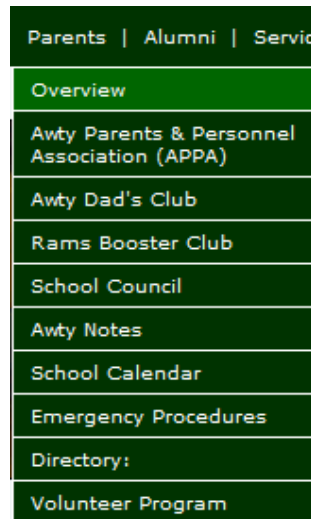 Parents | Alumni |
Overview
Awty Parents & Personnel
Association (APPA)
Awty Dad's Club
Rams Booster Club
School Council
Awty Notes
School Calendar
Emergency Procedures
Directory:
Volunteer Program